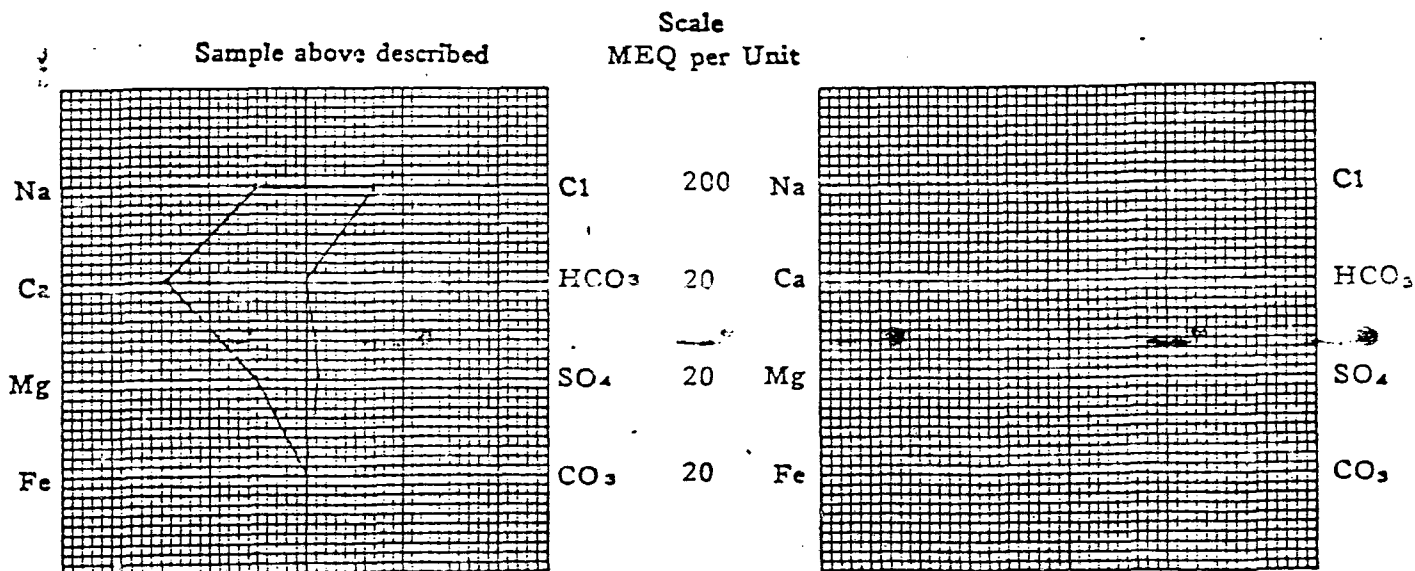 Scale
Sample above described MEQ per Unit
Na Cl 200 Na Cl
Ca HCO₃ 20 Ca HCO₃
Mg SO₄ 20 Mg SO₄
Fe CO₃ 20 Fe CO₃